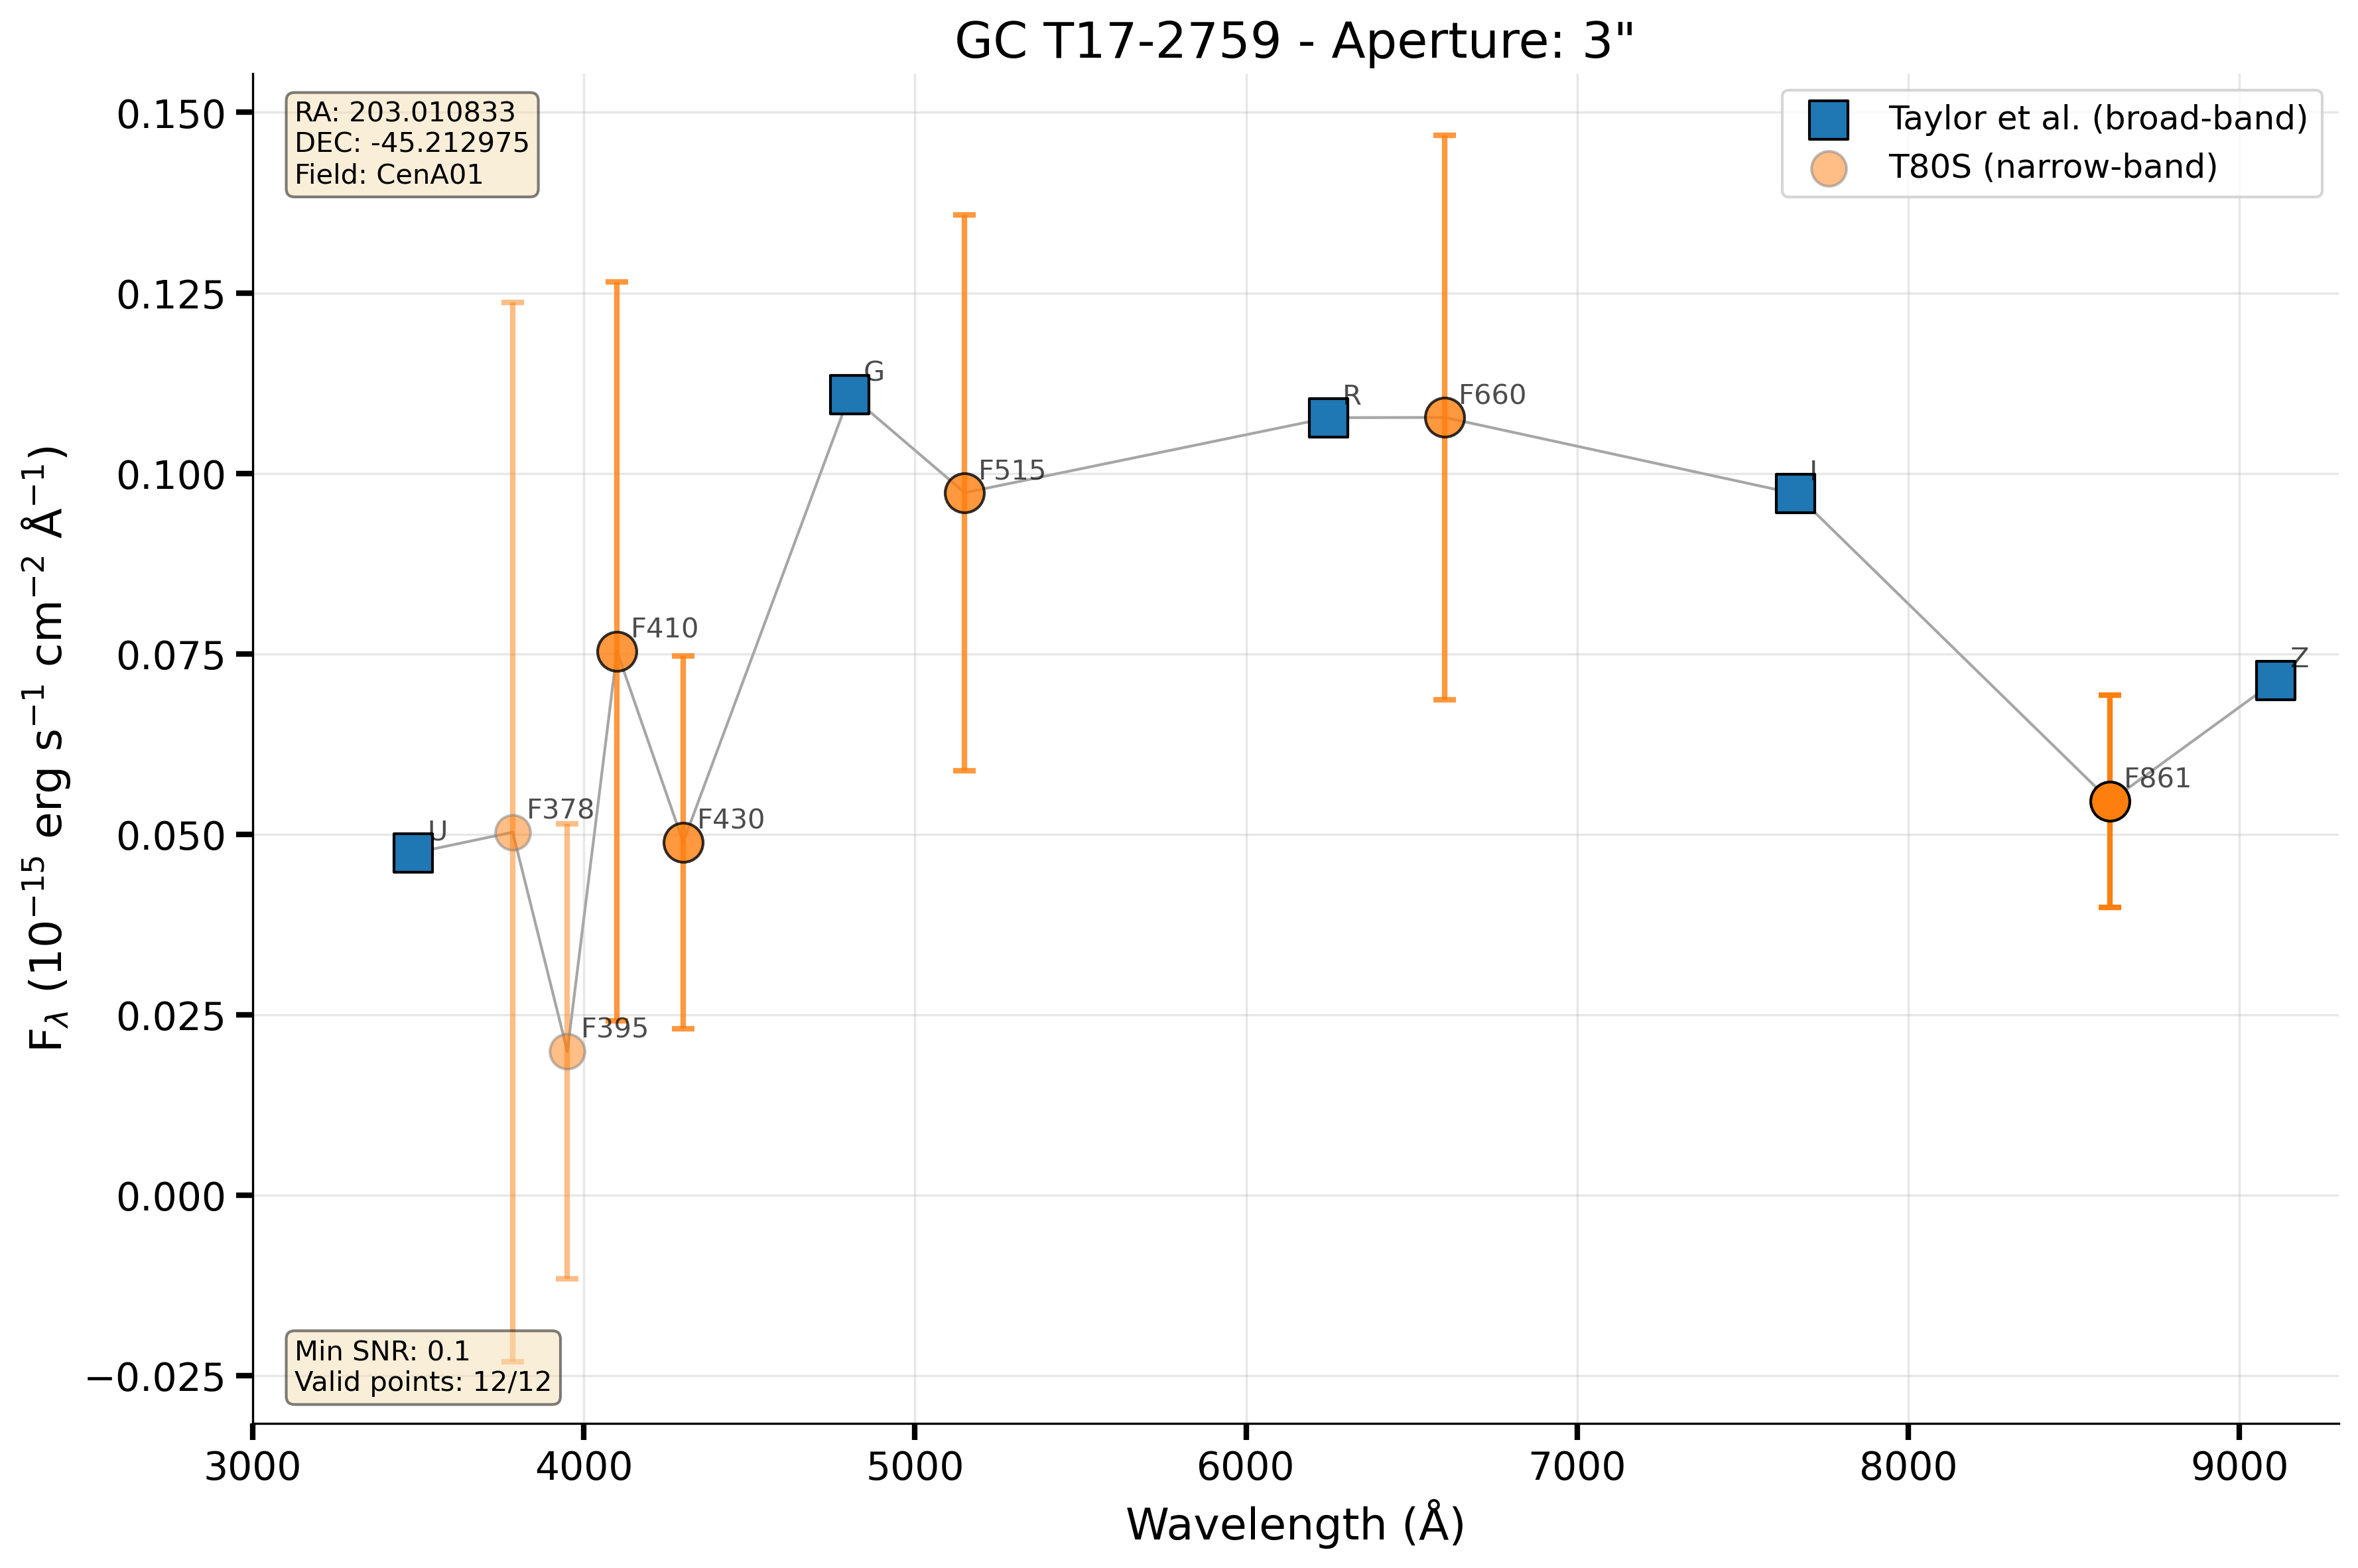 GC T17-2759 - Aperture: 3"
RA: 203.010833
DEC: -45.212975
Field: CenA01
Taylor et al. (broad-band)
T80S (narrow-band)
0.150
0.125
0.100
0.075
0.050
0.025
0.000
−0.025
F_λ (10⁻¹⁵ erg s⁻¹ cm⁻² Å⁻¹)
U
F378
F395
F410
F430
G
F515
R
F660
I
F861
Z
Min SNR: 0.1
Valid points: 12/12
3000
4000
5000
6000
7000
8000
9000
Wavelength (Å)